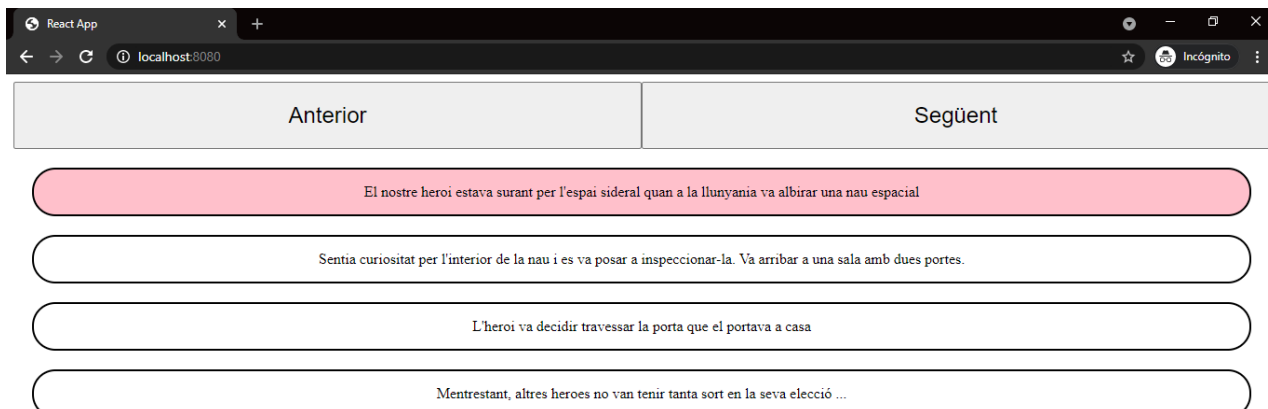 React App
localhost:8080
Incógnito
Anterior
Següent
El nostre heroi estava surant per l'espai sideral quan a la llunyania va albirar una nau espacial
Sentia curiositat per l'interior de la nau i es va posar a inspeccionar-la. Va arribar a una sala amb dues portes.
L'heroi va decidir travessar la porta que el portava a casa
Mentrestant, altres heroes no van tenir tanta sort en la seva elecció ...